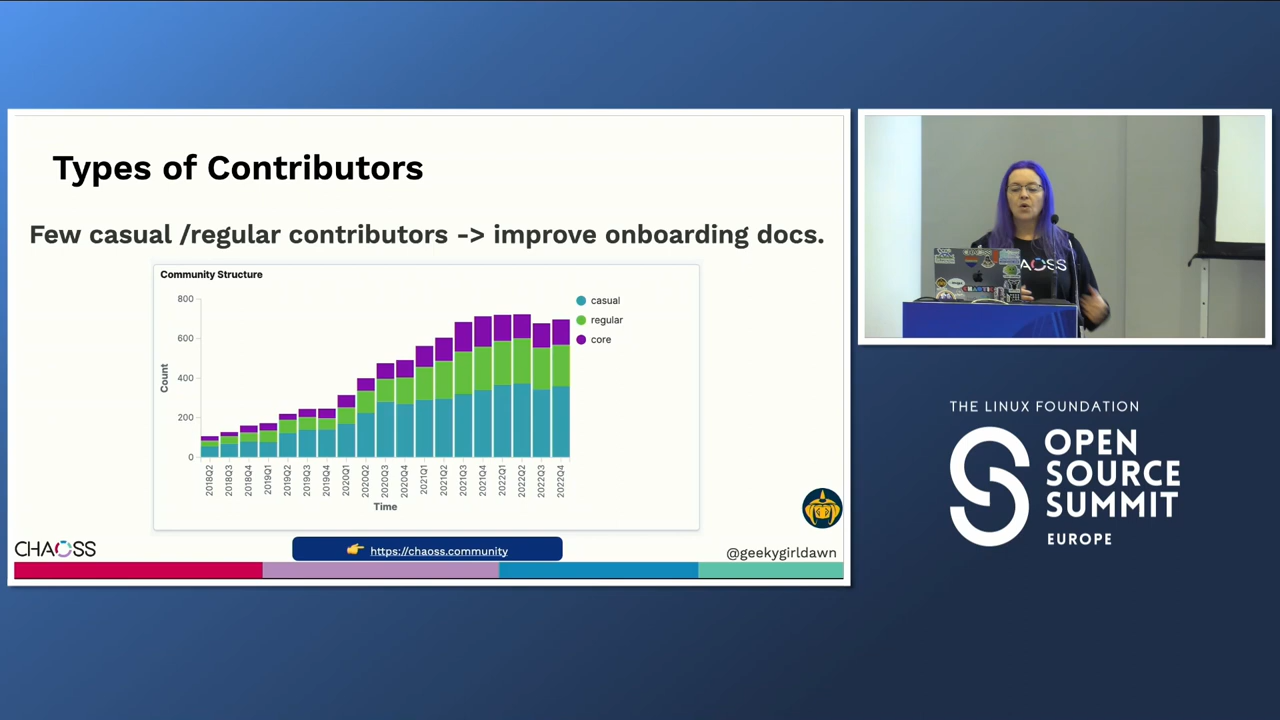 Types of Contributors
Few casual /regular contributors -> improve onboarding docs.
Community Structure
800
600
400
200
0
Count
casual
regular
core
2018Q2
2018Q3
2018Q4
2019Q1
2019Q2
2019Q3
2019Q4
2020Q1
2020Q2
2020Q3
2020Q4
2021Q1
2021Q2
2021Q3
2021Q4
2022Q1
2022Q2
2022Q3
2022Q4
Time
CHAOSS
👉 https://chaoss.community
@geekygirldawn
AOSS
THE LINUX FOUNDATION
OPEN
SOURCE
SUMMIT
EUROPE